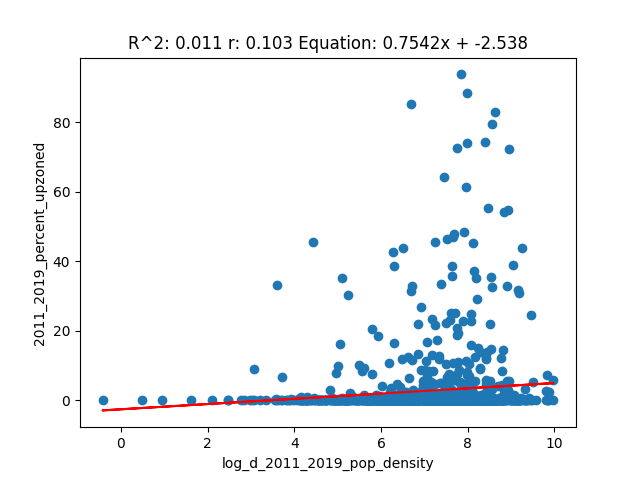 R^2: 0.011 r: 0.103 Equation: 0.7542x + -2.538
2011_2019_percent_upzoned
80
60
40
20
0
0 2 4 6 8 10
log_d_2011_2019_pop_density